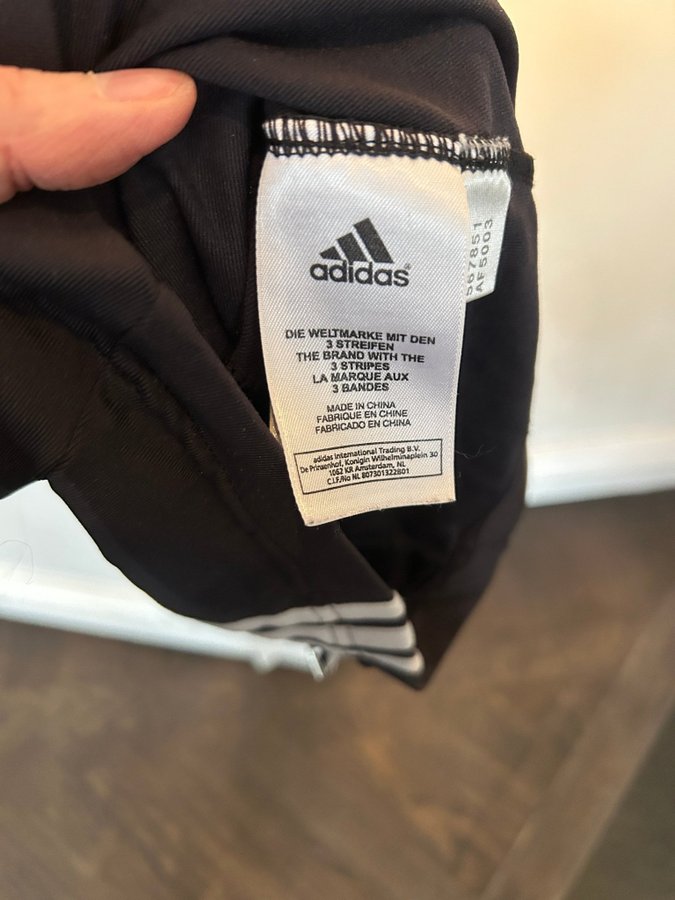 adidas®
DIE WELTMARKE MIT DEN
3 STREIFEN
THE BRAND WITH THE
3 STRIPES
LA MARQUE AUX
3 BANDES
MADE IN CHINA
FABRIQUE EN CHINE
FABRICADO EN CHINA
adidas International Trading B.V.
De Prinsenhof, Konigin Wilhelminaplein 30
1062 KR Amsterdam, NL
C.I.F./No NL 807301322B01
567851
AF5003